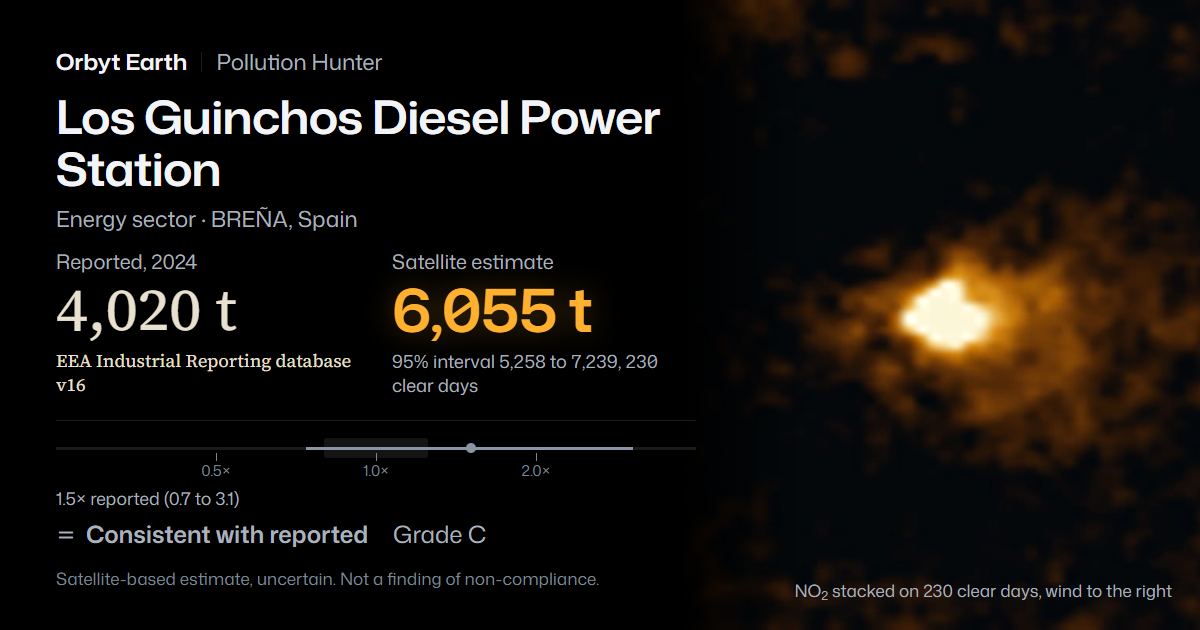 Orbyt Earth | Pollution Hunter
Los Guinchos Diesel Power
Station
Energy sector · BREÑA, Spain
Reported, 2024
4,020 t
EEA Industrial Reporting database
v16
Satellite estimate
6,055 t
95% interval 5,258 to 7,239, 230
clear days
0.5× 1.0× 2.0×
1.5× reported (0.7 to 3.1)
= Consistent with reported Grade C
Satellite-based estimate, uncertain. Not a finding of non-compliance.
NO₂ stacked on 230 clear days, wind to the right